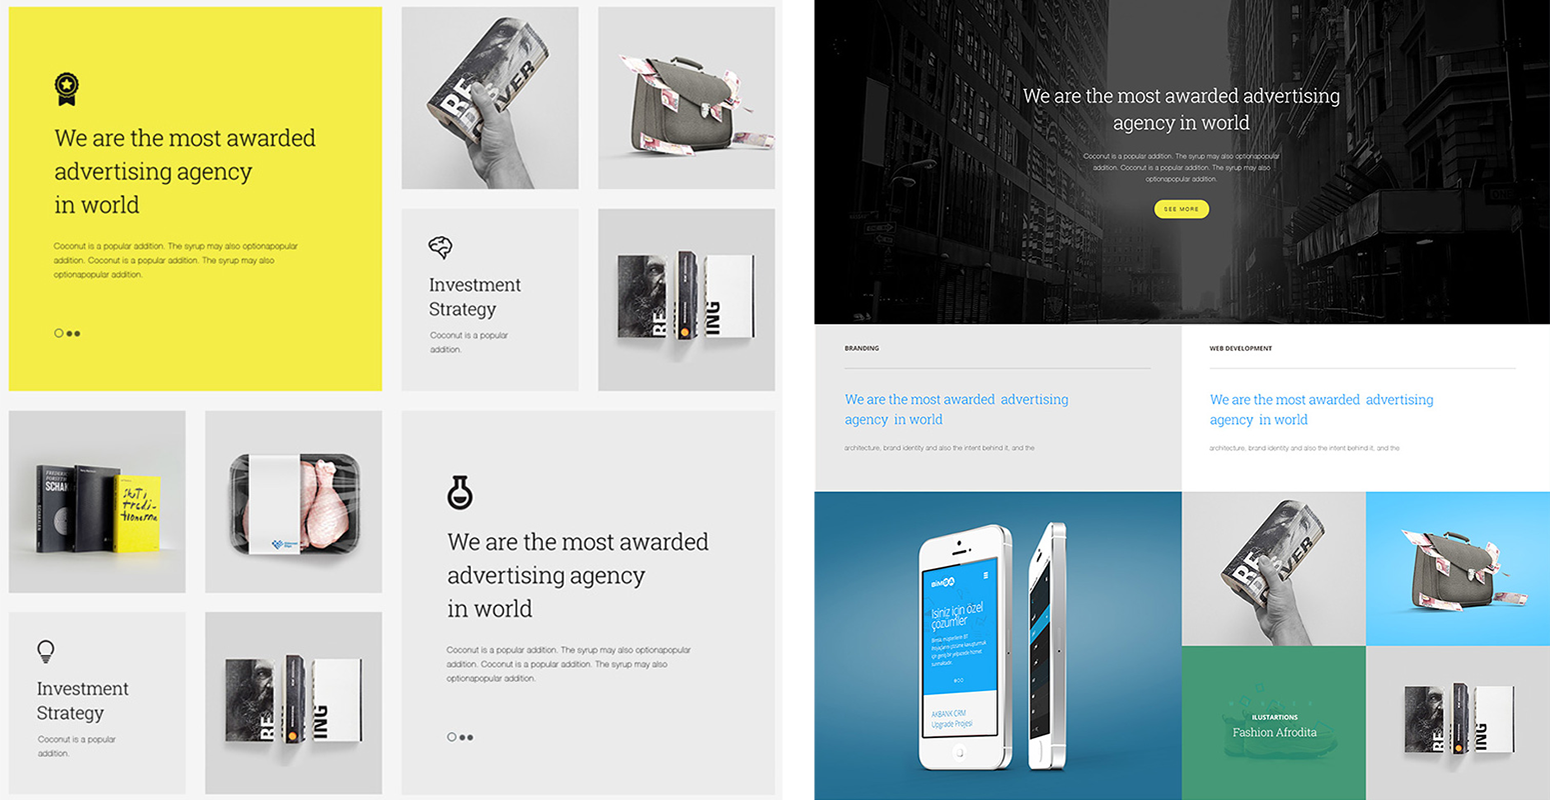 We are the most awarded
advertising agency
in world
Coconut is a popular addition. The syrup may also optionapopular
addition. Coconut is a popular addition. The syrup may also
optionapopular addition.
Investment
Strategy
Coconut is a popular
addition.
RE
ING
SCHAK
Investment
Strategy
Coconut is a popular
addition.
RE
ING
We are the most awarded
advertising agency
in world
Coconut is a popular addition. The syrup may also optionapopular
addition. Coconut is a popular addition. The syrup may also
optionapopular addition.
We are the most awarded advertising
agency in world
Coconut is a popular addition. The syrup may also optionapopular
addition. Coconut is a popular addition. The syrup may also
optionapopular addition.
SEE MORE
BRANDING
We are the most awarded advertising
agency in world
architecture, brand identity and also the intent behind it, and the
WEB DEVELOPMENT
We are the most awarded advertising
agency in world
architecture, brand identity and also the intent behind it, and the
İşiniz için özel
çözümler
AKBANK CRM
Upgrade Projesi
ILUSTARTIONS
Fashion Afrodita
RE
ING